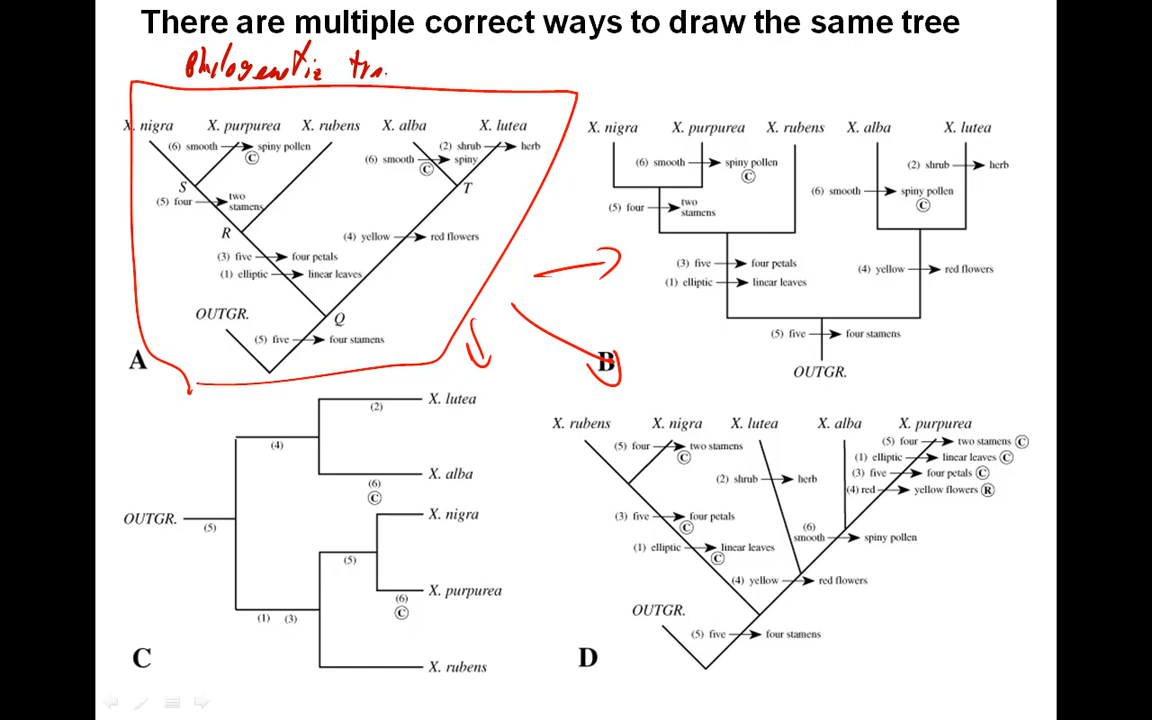 There are multiple correct ways to draw the same tree
Phylogenetic tr.
X. nigra X. purpurea X. rubens X. alba X. lutea
(6) smooth spiny pollen
C
(2) shrub herb
(6) smooth spiny
C
S
T
(5) four two
stamens
R
(4) yellow red flowers
(3) five four petals
(1) elliptic linear leaves
OUTGR.
Q
(5) five four stamens
A
X. nigra X. purpurea X. rubens X. alba X. lutea
(6) smooth spiny pollen
C
(2) shrub herb
(6) smooth spiny pollen
C
(5) four two
stamens
(3) five four petals
(4) yellow red flowers
(1) elliptic linear leaves
(5) five four stamens
B
OUTGR.
X. lutea
(2)
(4)
X. alba
(6)
C
X. nigra
OUTGR.
(5)
(5)
X. purpurea
(6)
C
(1) (3)
X. rubens
C
X. rubens X. nigra X. lutea X. alba X. purpurea
(5) four two stamens C
(5) four two stamens
C
(1) elliptic linear leaves C
(3) five four petals C
(2) shrub herb
(4) red yellow flowers R
(3) five four petals
C
(6)
smooth spiny pollen
(1) elliptic linear leaves
C
(4) yellow red flowers
OUTGR.
(5) five four stamens
D